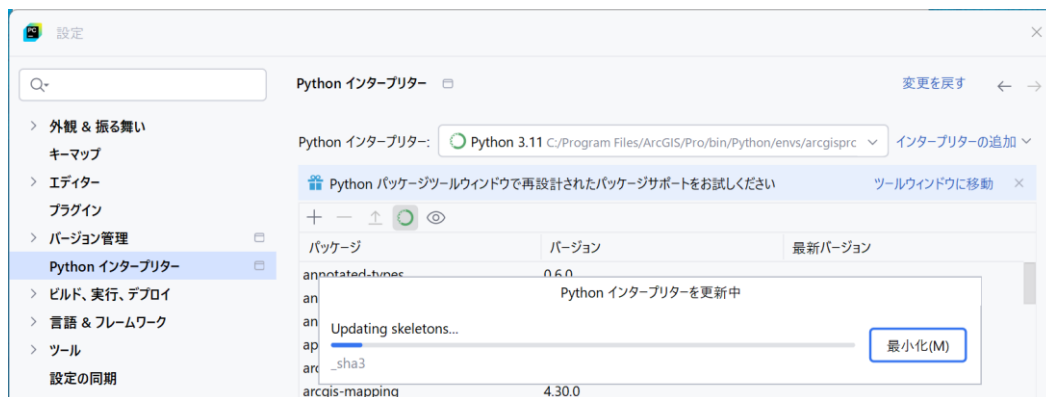 設定
Python インタープリター
変更を戻す
外観 & 振る舞い
キーマップ
エディター
プラグイン
バージョン管理
Python インタープリター
ビルド、実行、デプロイ
言語 & フレームワーク
ツール
設定の同期
Python インタープリター: Python 3.11 C:/Program Files/ArcGIS/Pro/bin/Python/envs/arcgisprc インタープリターの追加
Python パッケージツールウィンドウで再設計されたパッケージサポートをお試しください ツールウィンドウに移動
パッケージ バージョン 最新バージョン
annotated-types 0.6.0
an
an
ap
arc
Python インタープリターを更新中
Updating skeletons...
_sha3
最小化(M)
arcgis-mapping 4.30.0